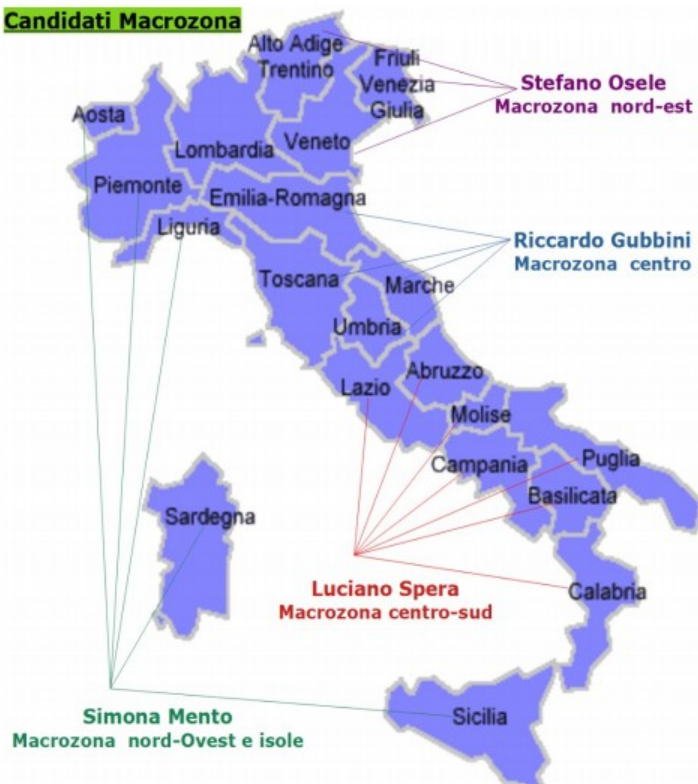 Candidati Macrozona
Alto Adige
Trentino
Friuli
Venezia
Giulia
Stefano Osele
Macrozona nord-est
Aosta
Veneto
Lombardia
Piemonte
Emilia-Romagna
Liguria
Riccardo Gubbini
Macrozona centro
Toscana
Marche
Umbria
Abruzzo
Lazio
Molise
Campania
Puglia
Basilicata
Sardegna
Luciano Spera
Macrozona centro-sud
Calabria
Simona Mento
Macrozona nord-Ovest e isole
Sicilia